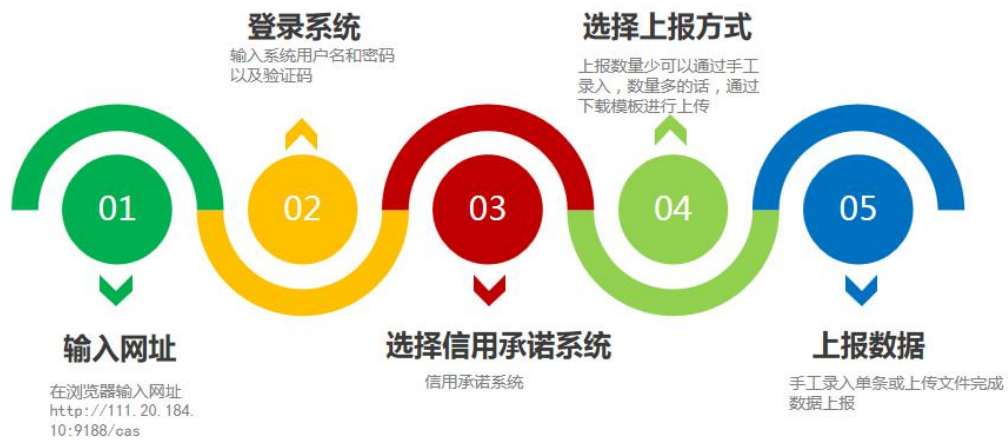 登录系统
输入系统用户名和密码
以及验证码
选择上报方式
上报数量少可以通过手工
录入，数量多的话，通过
下载模板进行上传
01
02
03
04
05
输入网址
在浏览器输入网址
http://111.20.184.
10:9188/cas
选择信用承诺系统
信用承诺系统
上报数据
手工录入单条或上传文件完成
数据上报